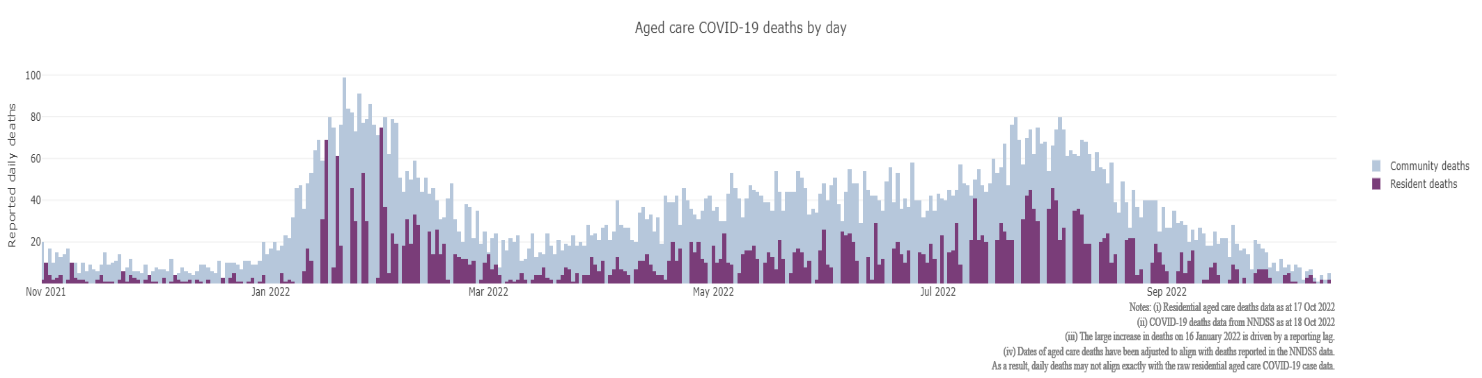 Aged care COVID-19 deaths by day
Reported daily deaths
100
80
60
40
20
Nov 2021
Jan 2022
Mar 2022
May 2022
Jul 2022
Sep 2022
Community deaths
Resident deaths
Notes: (i) Residential aged care deaths data as at 17 Oct 2022
(ii) COVID-19 deaths data from NNDSS as at 18 Oct 2022
(iii) The large increase in deaths on 16 January 2022 is driven by a reporting lag.
(iv) Dates of aged care deaths have been adjusted to align with deaths reported in the NNDSS data.
As a result, daily deaths may not align exactly with the raw residential aged care COVID-19 case data.